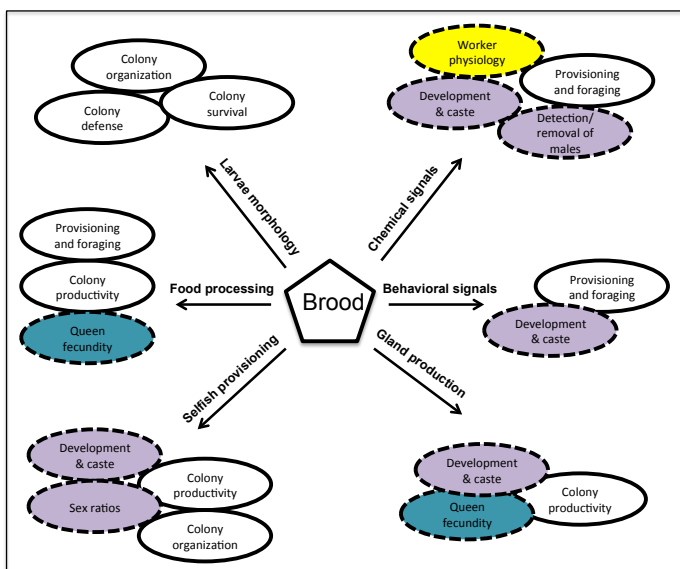 Colony
organization
Colony
defense
Colony
survival
Worker
physiology
Provisioning
and foraging
Development
& caste
Detection/
removal of
males
Larvae morphology
Chemical signals
Provisioning
and foraging
Colony
productivity
Queen
fecundity
Food processing
Brood
Behavioral signals
Provisioning
and foraging
Development
& caste
Selfish provisioning
Gland production
Development
& caste
Sex ratios
Colony
productivity
Colony
organization
Development
& caste
Queen
fecundity
Colony
productivity